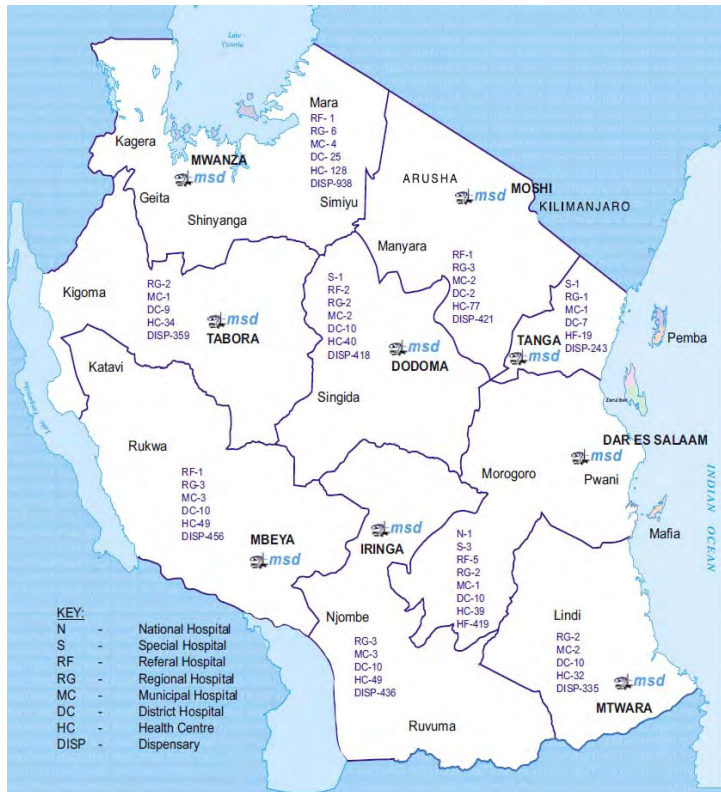 Lake
Victoria
Kagera
MWANZA
msd
Geita
Shinyanga
Mara
RF- 1
RG- 6
MC- 4
DC- 25
HC- 128
DISP-938
Simiyu
ARUSHA
MOSHI
msd
KILIMANJARO
Manyara
RF-1
RG-3
MC-2
DC-2
HC-77
DISP-421
Kigoma
RG-2
MC-1
DC-9
HC-34
DISP-359
msd
TABORA
S-1
RF-2
RG-2
MC-2
DC-10
HC-40
DISP-418
msd
DODOMA
Singida
S-1
RG-1
MC-1
DC-7
HF-19
DISP-243
TANGA
msd
Pemba
Zanzibar
Katavi
Rukwa
RF-1
RG-3
MC-3
DC-10
HC-49
DISP-456
MBEYA
msd
DAR ES SALAAM
msd
Morogoro
Pwani
Mafia
INDIAN OCEAN
msd
IRINGA
N-1
S-3
RF-5
RG-2
MC-1
DC-10
HC-39
HF-419
Njombe
RG-3
MC-3
DC-10
HC-49
DISP-436
Ruvuma
Lindi
RG-2
MC-2
DC-10
HC-32
DISP-335
msd
MTWARA
KEY:
N - National Hospital
S - Special Hospital
RF - Referal Hospital
RG - Regional Hospital
MC - Municipal Hospital
DC - District Hospital
HC - Health Centre
DISP - Dispensary